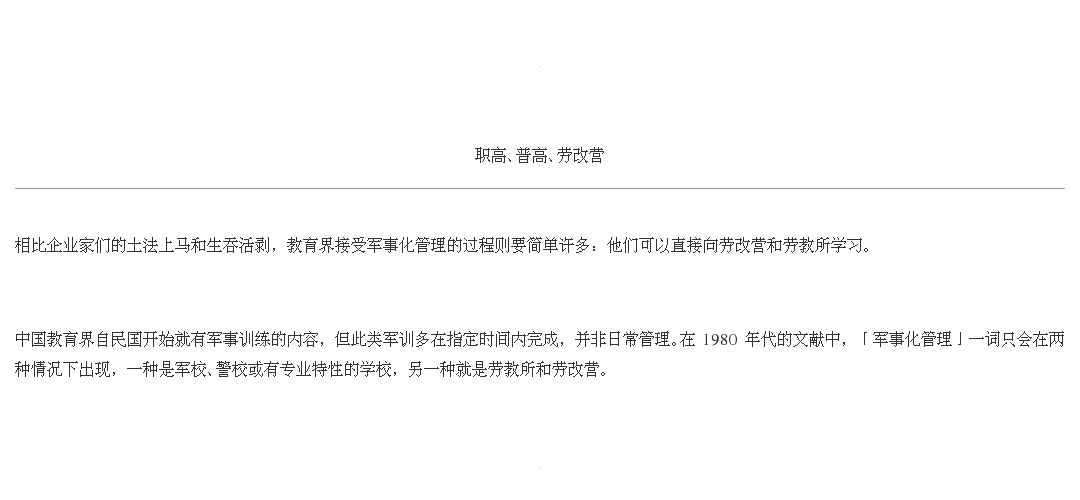 职高、普高、劳改营
相比企业家们的土法上马和生吞活剥，教育界接受军事化管理的过程则要简单许多：他们可以直接向劳改营和劳教所学习。
中国教育界自民国开始就有军事训练的内容，但此类军训多在指定时间内完成，并非日常管理。在 1980 年代的文献中，「军事化管理」一词只会在两
种情况下出现，一种是军校、警校或有专业特性的学校，另一种就是劳教所和劳改营。